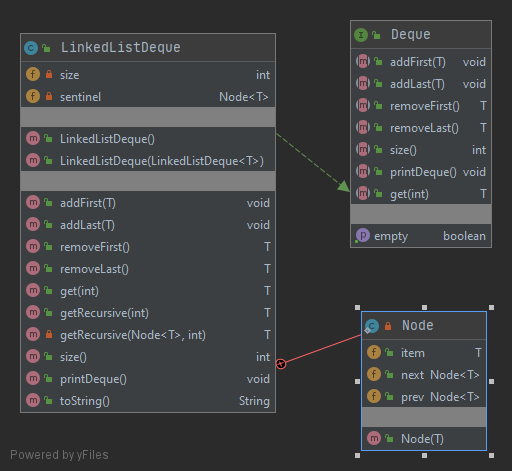 LinkedListDeque
size int
sentinel Node<T>
LinkedListDeque()
LinkedListDeque(LinkedListDeque<T>)
addFirst(T) void
addLast(T) void
removeFirst() T
removeLast() T
get(int) T
getRecursive(int) T
getRecursive(Node<T>, int) T
size() int
printDeque() void
toString() String
Deque
addFirst(T) void
addLast(T) void
removeFirst() T
removeLast() T
size() int
printDeque() void
get(int) T
empty boolean
Node
item T
next Node<T>
prev Node<T>
Node(T)
Powered by yFiles